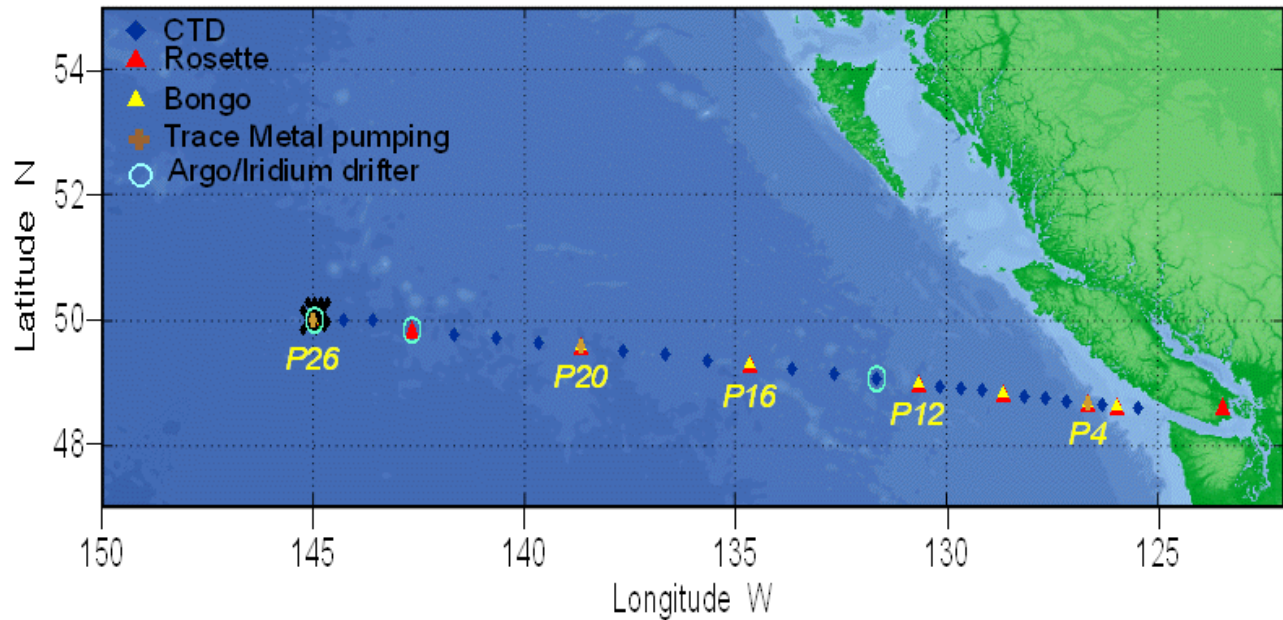 CTD
Rosette
Bongo
Trace Metal pumping
Argo/Iridium drifter
54
52
50
48
Latitude N
P26
P20
P16
P12
P4
150
145
140
135
130
125
Longitude W